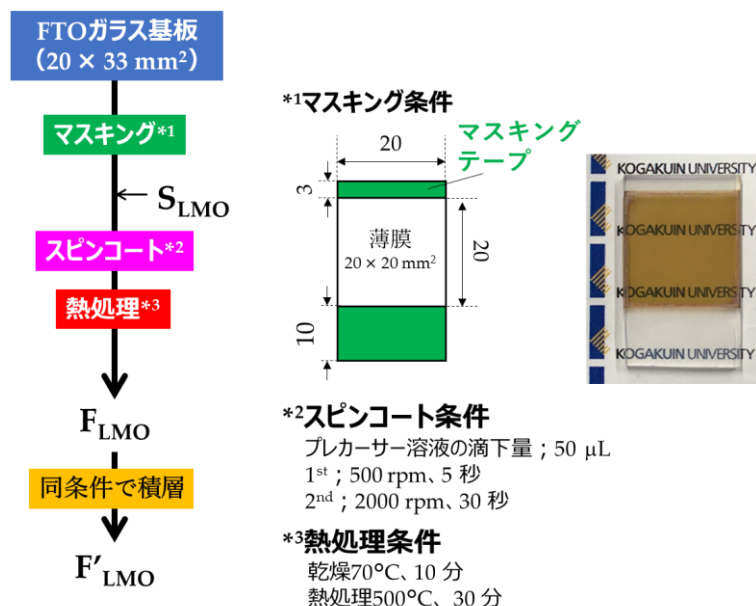 FTOガラス基板
（20 × 33 mm²）
マスキング*1
S_LMO
スピンコート*2
熱処理*3
F_LMO
同条件で積層
F'_LMO
*1マスキング条件
マスキング
テープ
20
3
薄膜
20 × 20 mm²
20
10
KOGAKUIN UNIVERSITY
KOGAKUIN UNIVERSITY
KOGAKUIN UNIVERSITY
KOGAKUIN UNIVERSITY
*2スピンコート条件
プレカーサー溶液の滴下量；50 μL
1st；500 rpm、5 秒
2nd；2000 rpm、30 秒
*3熱処理条件
乾燥70°C、10 分
熱処理500°C、30 分